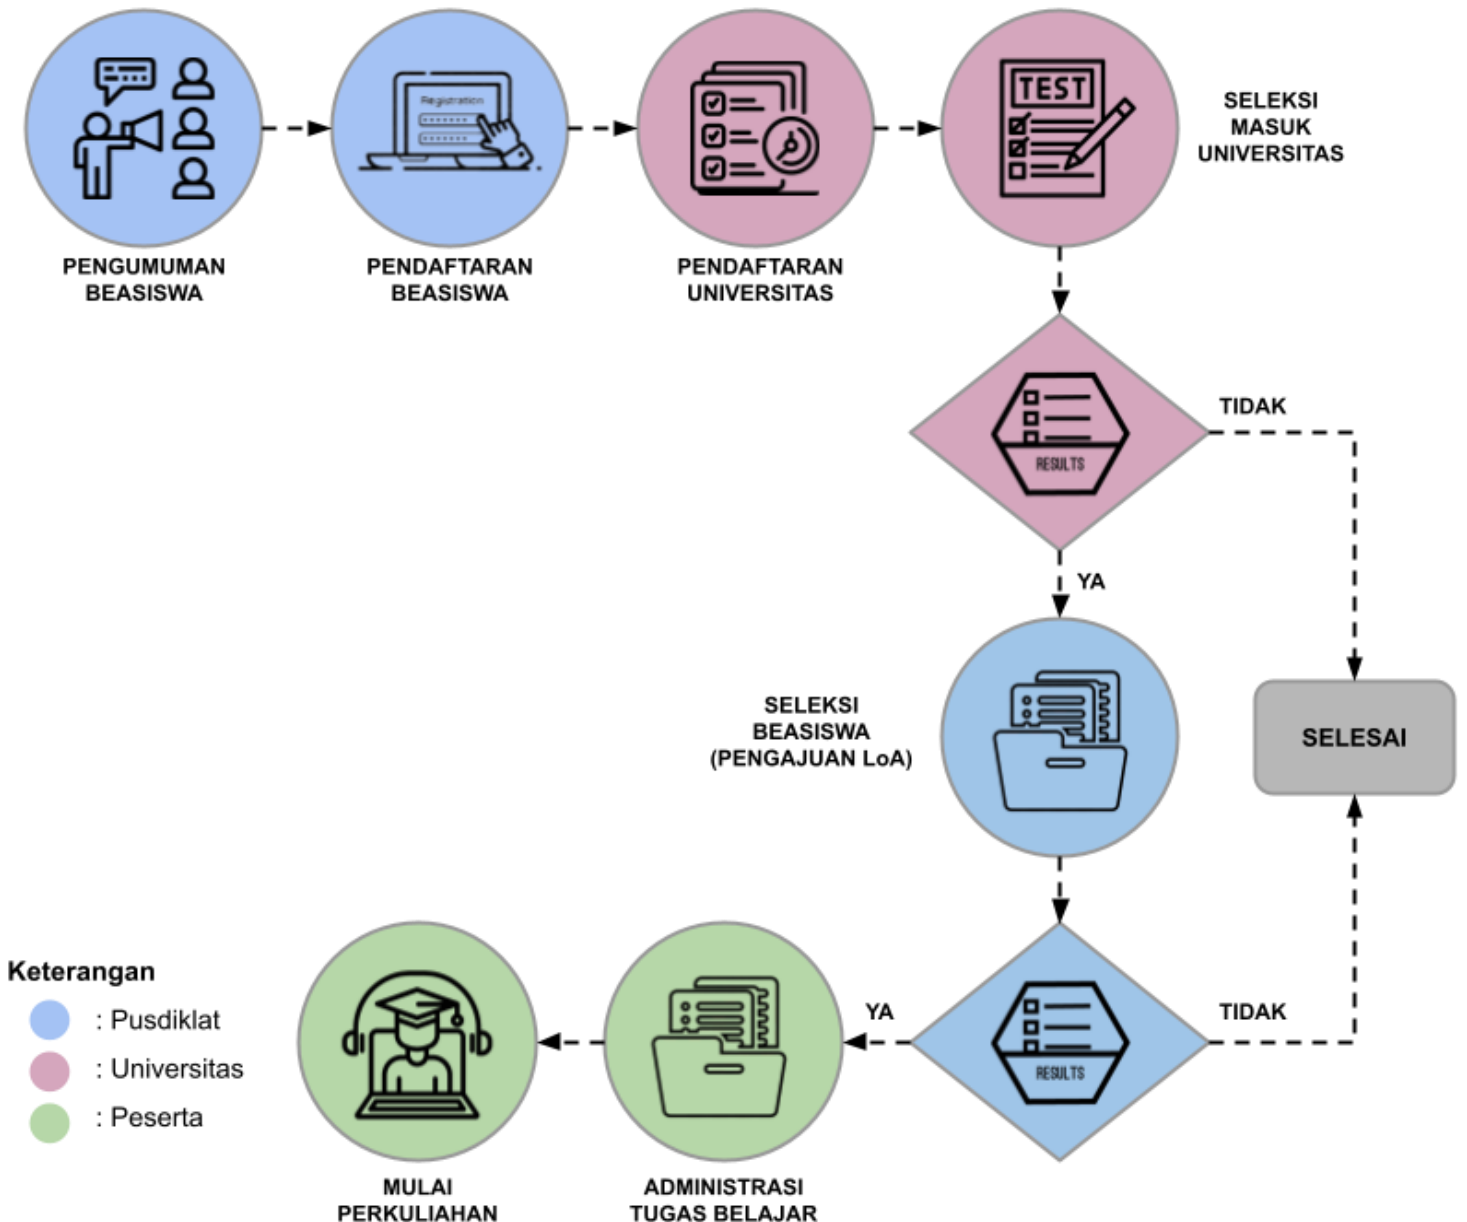 Registration
TEST
SELEKSI
MASUK
UNIVERSITAS
PENGUMUMAN
BEASISWA
PENDAFTARAN
BEASISWA
PENDAFTARAN
UNIVERSITAS
RESULTS
TIDAK
YA
SELEKSI
BEASISWA
(PENGAJUAN LoA)
SELESAI
RESULTS
YA
TIDAK
Keterangan
: Pusdiklat
: Universitas
: Peserta
MULAI
PERKULIAHAN
ADMINISTRASI
TUGAS BELAJAR